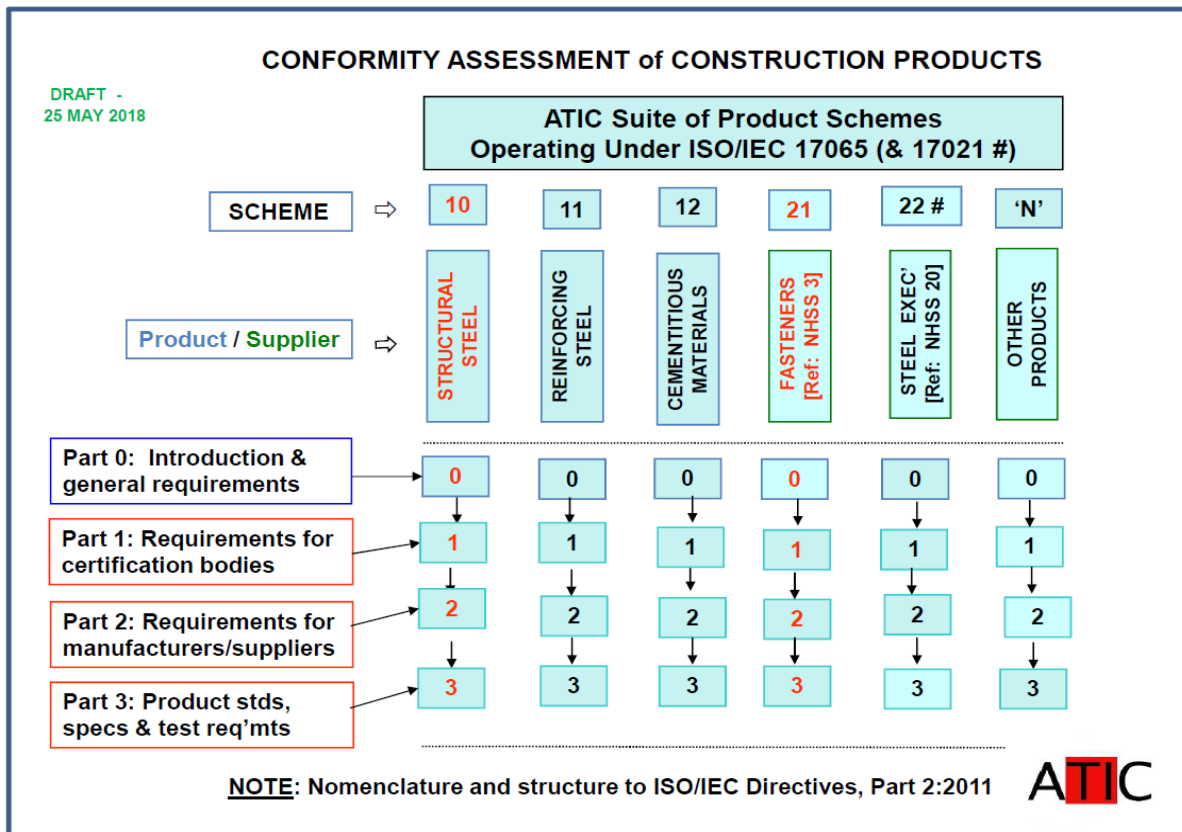 CONFORMITY ASSESSMENT of CONSTRUCTION PRODUCTS
DRAFT -
25 MAY 2018
ATIC Suite of Product Schemes
Operating Under ISO/IEC 17065 (& 17021 #)
SCHEME ⇨ 10 11 12 21 22 # ‘N’
Product / Supplier ⇨
STRUCTURAL
STEEL
REINFORCING
STEEL
CEMENTITIOUS
MATERIALS
FASTENERS
[Ref: NHSS 3]
STEEL EXEC’
[Ref: NHSS 20]
OTHER
PRODUCTS
Part 0: Introduction &
general requirements
0 0 0 0 0 0
Part 1: Requirements for
certification bodies
1 1 1 1 1 1
Part 2: Requirements for
manufacturers/suppliers
2 2 2 2 2 2
Part 3: Product stds,
specs & test req’mts
3 3 3 3 3 3
NOTE: Nomenclature and structure to ISO/IEC Directives, Part 2:2011
ATIC